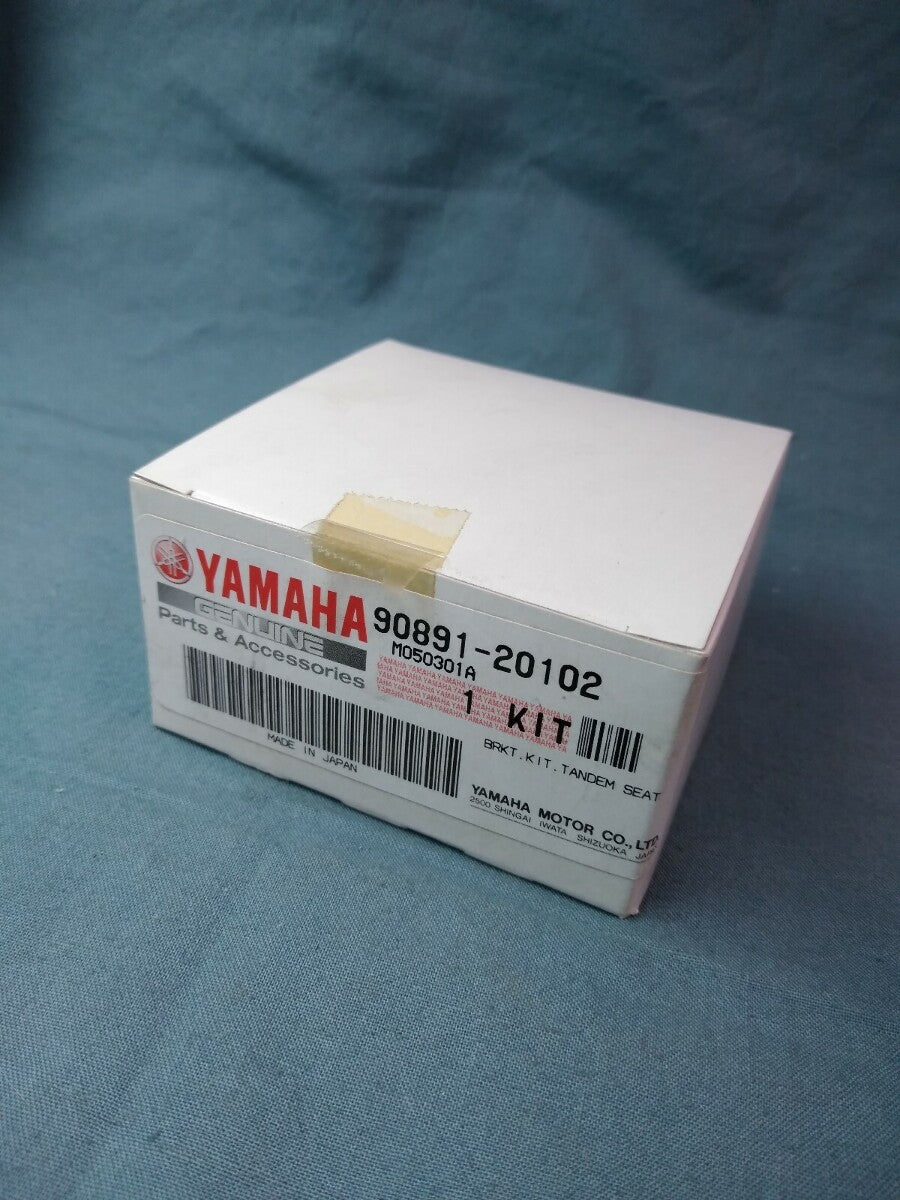 YAMAHA
GENUINE
Parts & Accessories
90891-20102
M050301A
1 KIT
BRKT.KIT.TANDEM SEAT
MADE IN JAPAN
YAMAHA MOTOR CO., LTD.
2500 SHINGAI IWATA SHIZUOKA